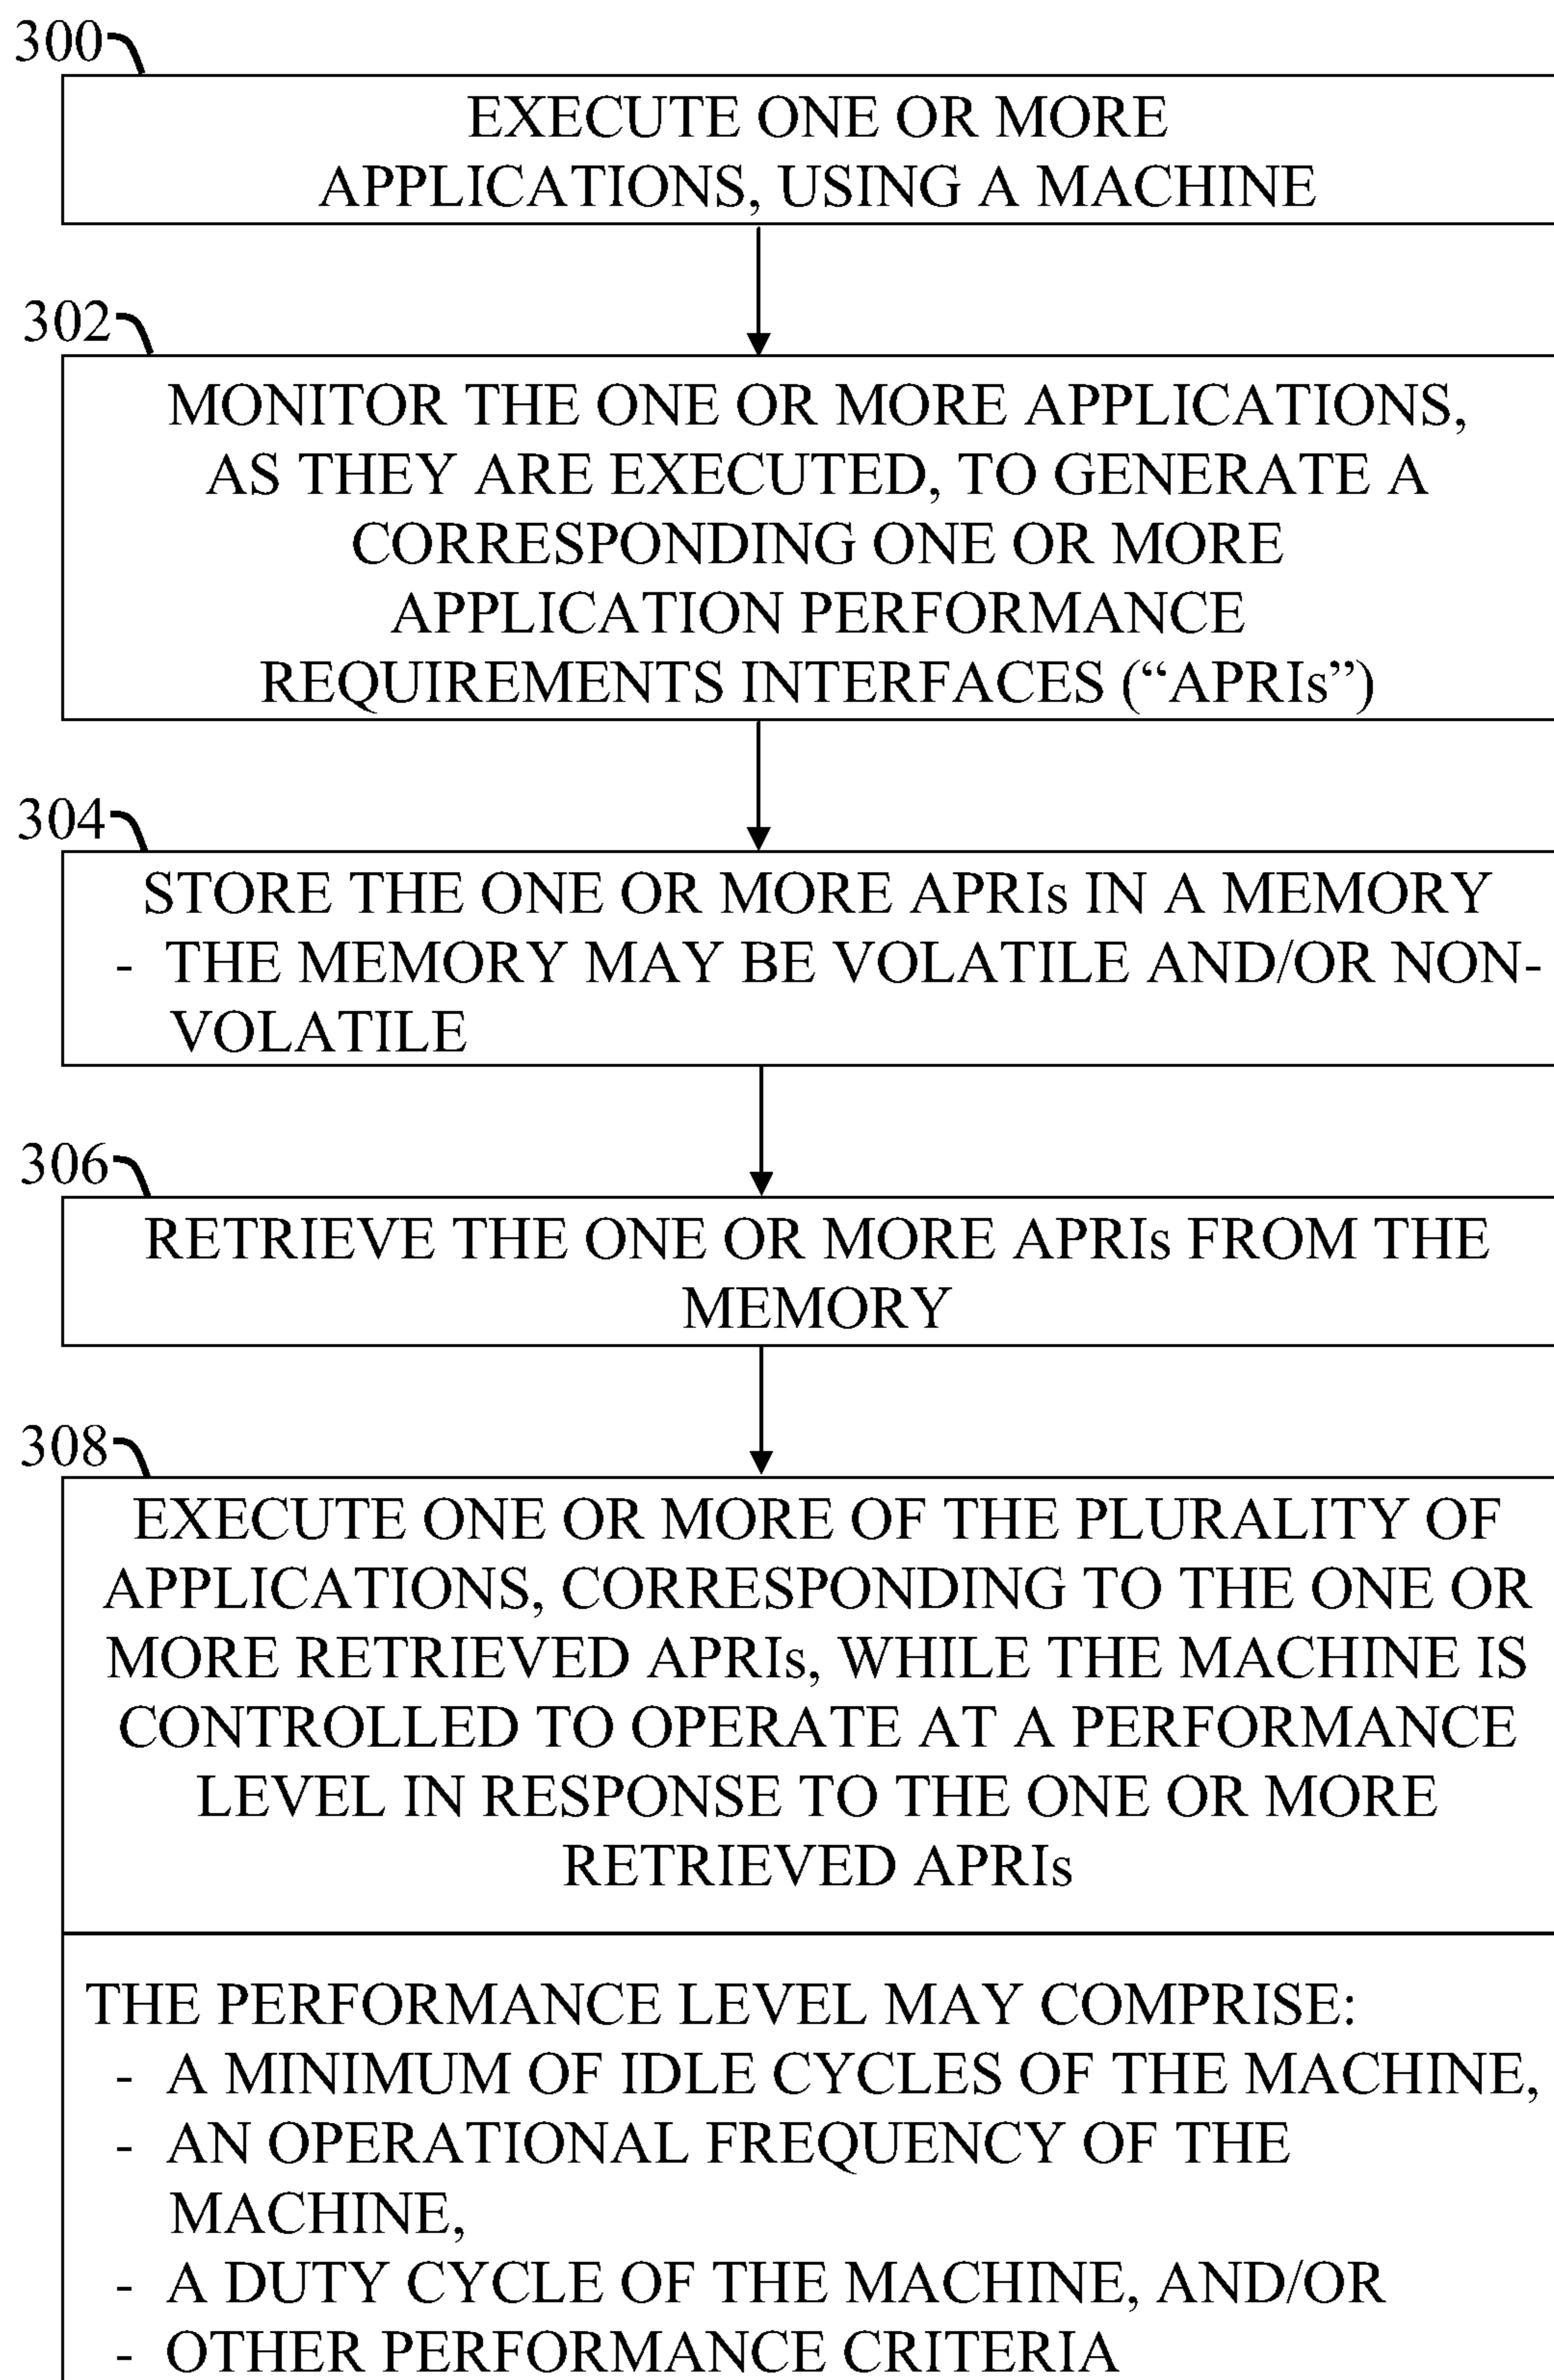 300
EXECUTE ONE OR MORE
APPLICATIONS, USING A MACHINE
302
MONITOR THE ONE OR MORE APPLICATIONS,
AS THEY ARE EXECUTED, TO GENERATE A
CORRESPONDING ONE OR MORE
APPLICATION PERFORMANCE
REQUIREMENTS INTERFACES (“APRIs”)
304
STORE THE ONE OR MORE APRIs IN A MEMORY
- THE MEMORY MAY BE VOLATILE AND/OR NON-
VOLATILE
306
RETRIEVE THE ONE OR MORE APRIs FROM THE
MEMORY
308
EXECUTE ONE OR MORE OF THE PLURALITY OF
APPLICATIONS, CORRESPONDING TO THE ONE OR
MORE RETRIEVED APRIs, WHILE THE MACHINE IS
CONTROLLED TO OPERATE AT A PERFORMANCE
LEVEL IN RESPONSE TO THE ONE OR MORE
RETRIEVED APRIs
THE PERFORMANCE LEVEL MAY COMPRISE:
- A MINIMUM OF IDLE CYCLES OF THE MACHINE,
- AN OPERATIONAL FREQUENCY OF THE
MACHINE,
- A DUTY CYCLE OF THE MACHINE, AND/OR
- OTHER PERFORMANCE CRITERIA